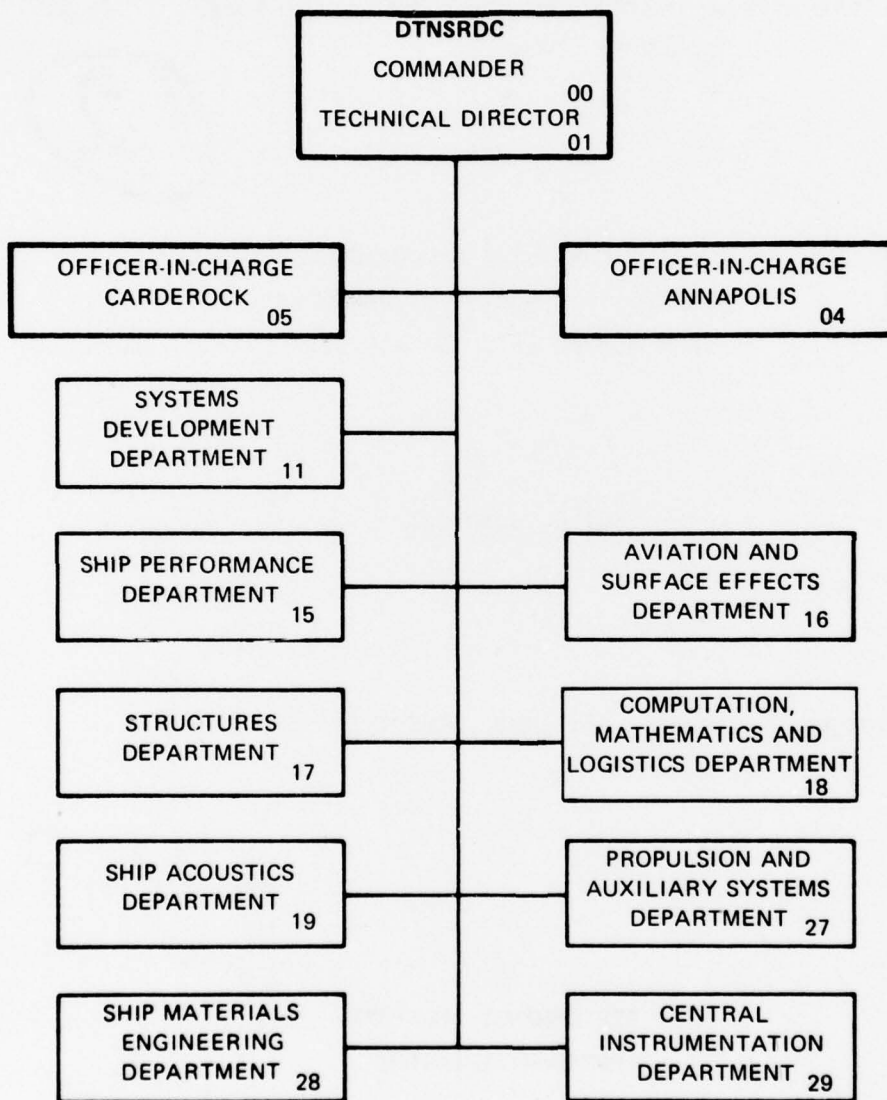 DTNSRDC
COMMANDER
00
TECHNICAL DIRECTOR
01
OFFICER-IN-CHARGE
CARDEROCK
05
OFFICER-IN-CHARGE
ANNAPOLIS
04
SYSTEMS
DEVELOPMENT
DEPARTMENT 11
SHIP PERFORMANCE
DEPARTMENT
15
AVIATION AND
SURFACE EFFECTS
DEPARTMENT 16
STRUCTURES
DEPARTMENT
17
COMPUTATION,
MATHEMATICS AND
LOGISTICS DEPARTMENT
18
SHIP ACOUSTICS
DEPARTMENT
19
PROPULSION AND
AUXILIARY SYSTEMS
DEPARTMENT 27
SHIP MATERIALS
ENGINEERING
DEPARTMENT 28
CENTRAL
INSTRUMENTATION
DEPARTMENT 29